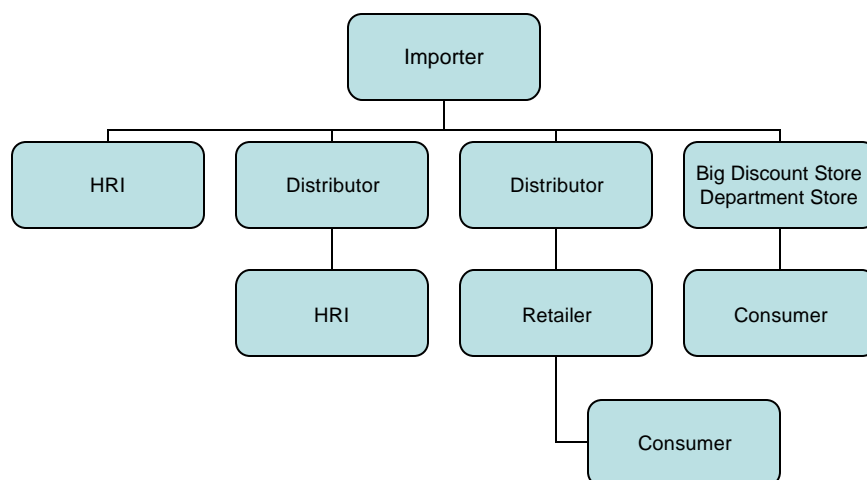 Importer
HRI
Distributor
Distributor
Big Discount Store
Department Store
HRI
Retailer
Consumer
Consumer